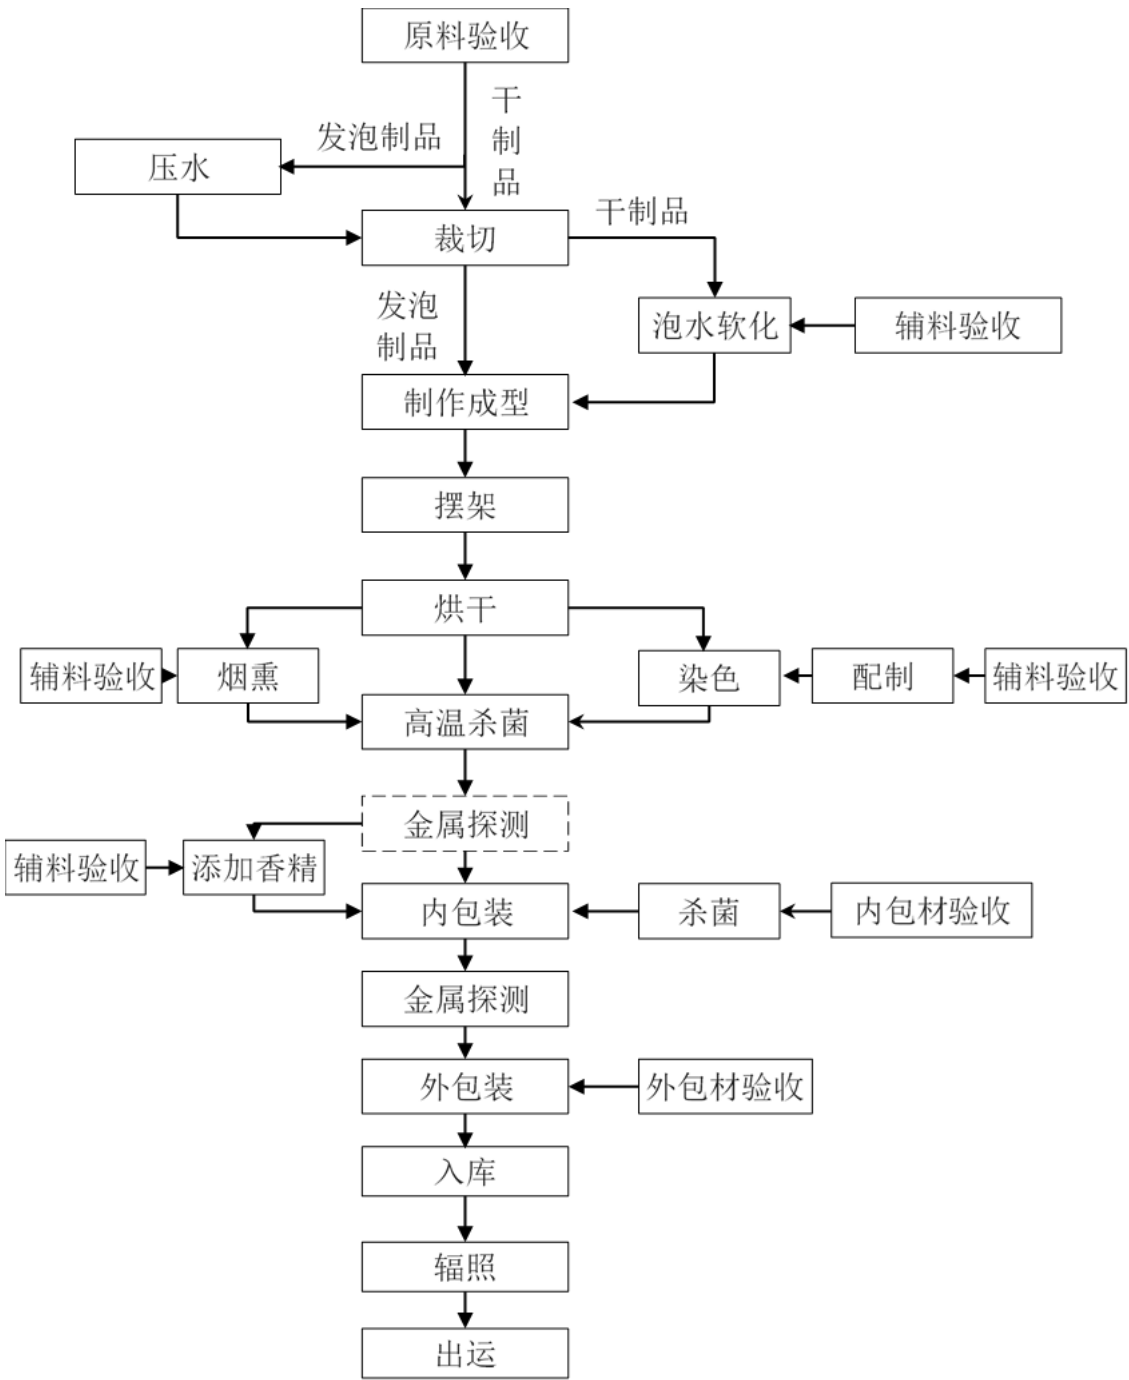 原料验收
干
制
品
发泡制品
压水
裁切
干制品
发泡
制品
泡水软化
辅料验收
制作成型
摆架
烘干
辅料验收
烟熏
染色
配制
辅料验收
高温杀菌
金属探测
辅料验收
添加香精
内包装
杀菌
内包材验收
金属探测
外包装
外包材验收
入库
辐照
出运